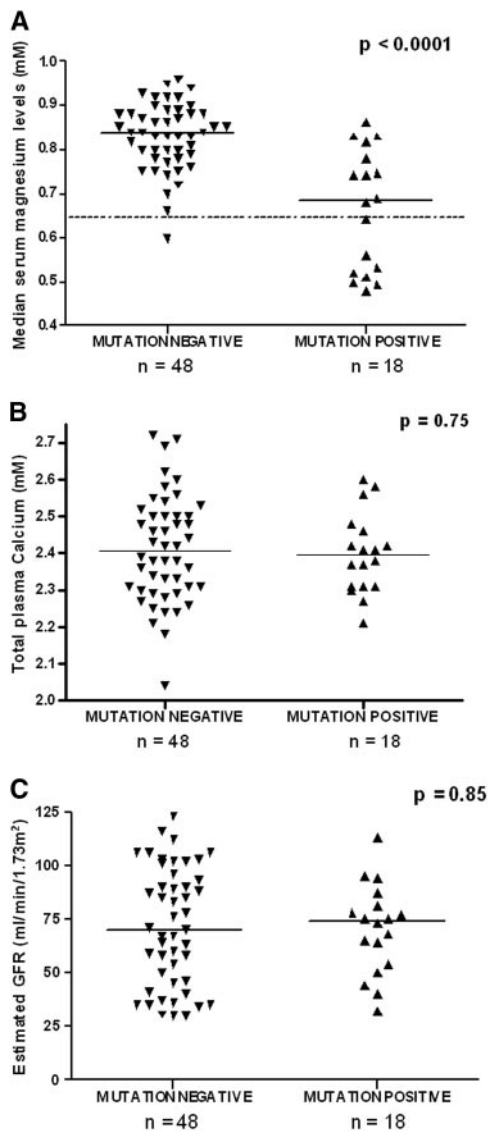 A
p < 0.0001
Median serum magnesium levels (mM)
1.0
0.9
0.8
0.7
0.6
0.5
0.4
MUTATION NEGATIVE
MUTATION POSITIVE
n = 48
n = 18
B
p = 0.75
Total plasma Calcium (mM)
2.7
2.6
2.5
2.4
2.3
2.2
2.1
2.0
MUTATION NEGATIVE
MUTATION POSITIVE
n = 48
n = 18
C
p = 0.85
Estimated GFR (ml/min/1.73m²)
125
100
75
50
25
0
MUTATION NEGATIVE
MUTATION POSITIVE
n = 48
n = 18